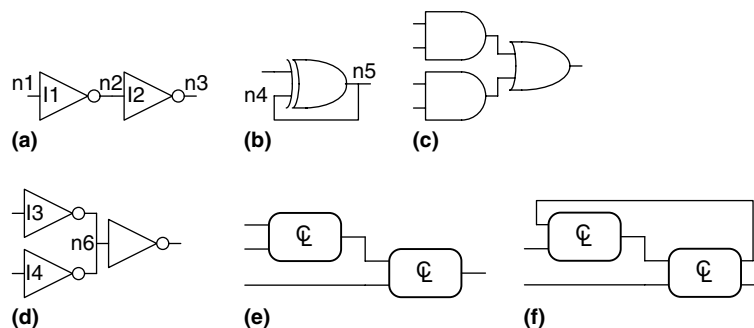 n1 I1 n2 I2 n3
(a)
n4 n5
(b)
(c)
I3
n6
I4
(d)
CL
CL
(e)
CL
CL
(f)